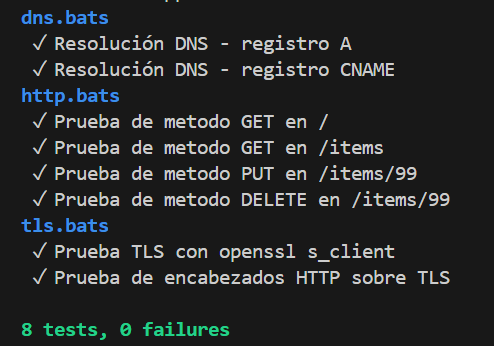 dns.bats
✓ Resolución DNS - registro A
✓ Resolución DNS - registro CNAME
http.bats
✓ Prueba de metodo GET en /
✓ Prueba de metodo GET en /items
✓ Prueba de metodo PUT en /items/99
✓ Prueba de metodo DELETE en /items/99
tls.bats
✓ Prueba TLS con openssl s_client
✓ Prueba de encabezados HTTP sobre TLS
8 tests, 0 failures